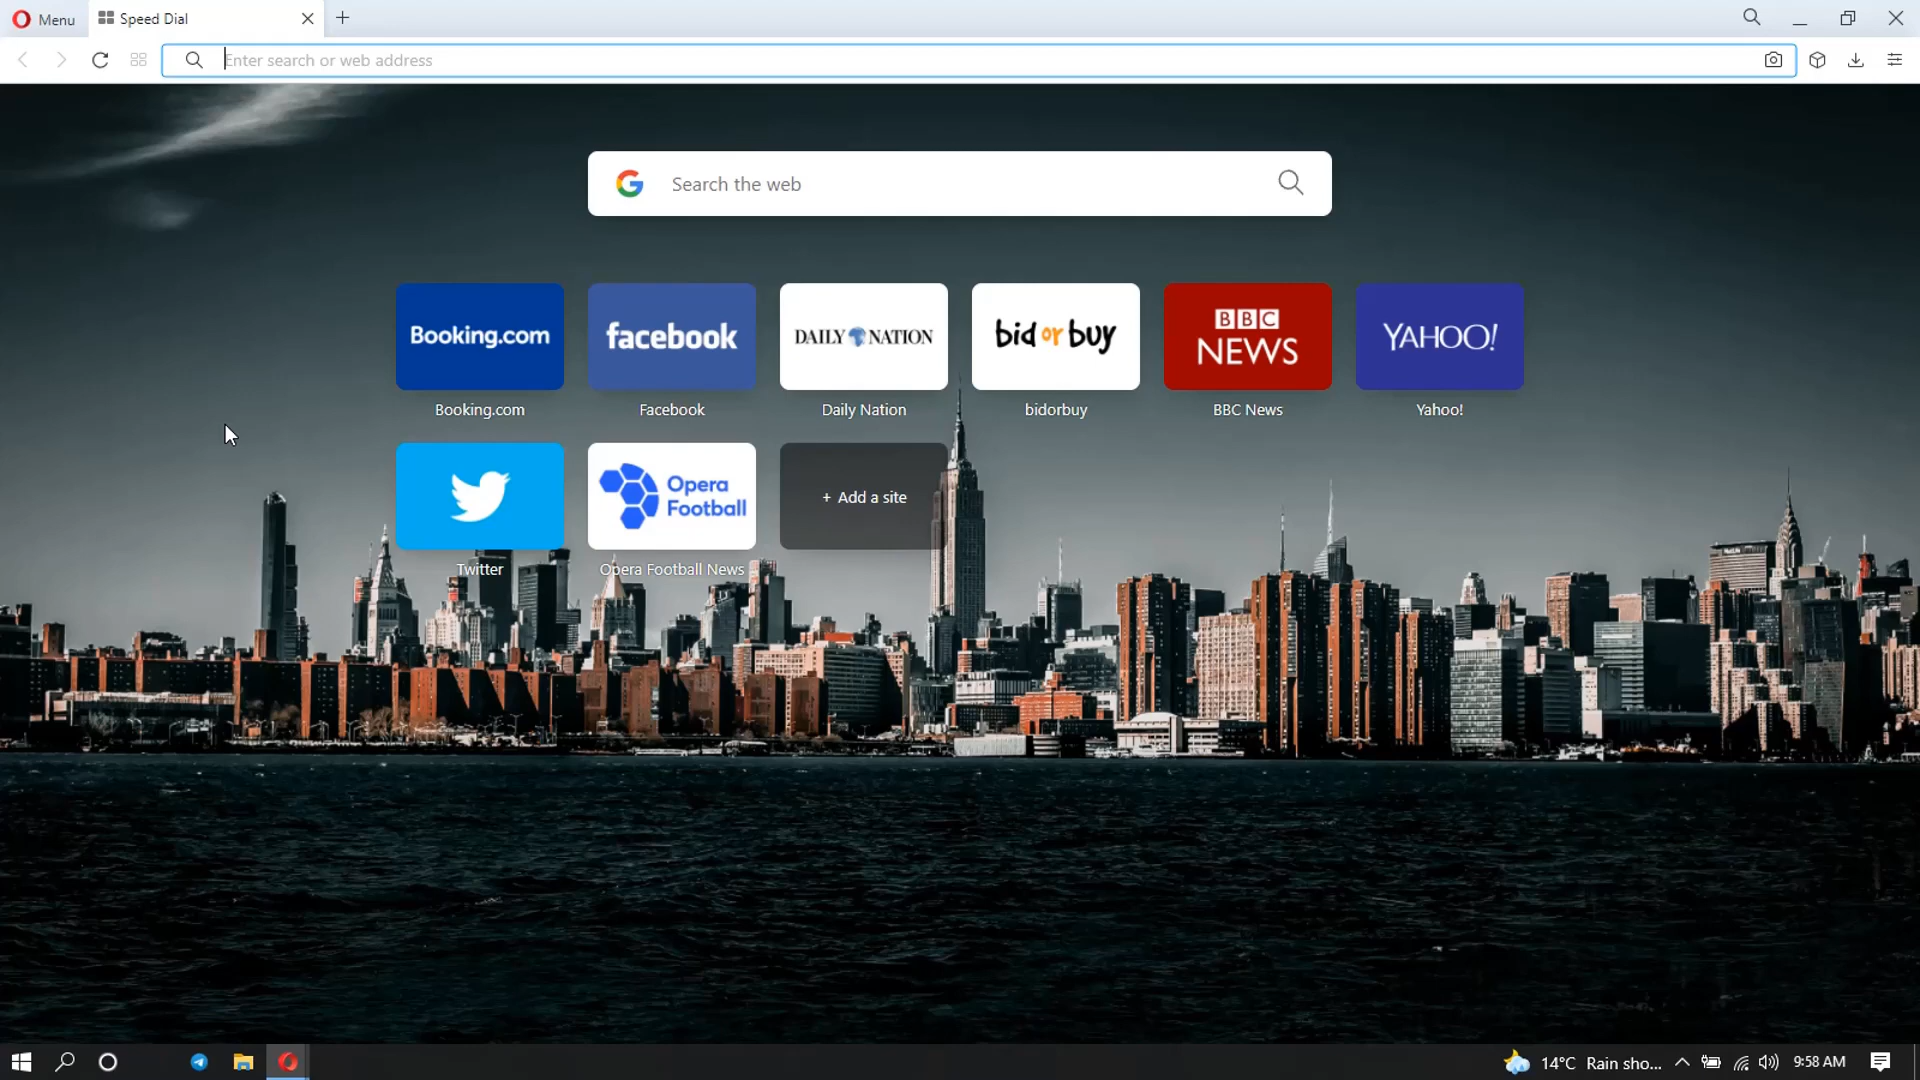 Menu
Speed Dial
Enter search or web address
Search the web
Booking.com
facebook
DAILY NATION
bid or buy
BBC
NEWS
YAHOO!
Booking.com
Facebook
Daily Nation
bidorbuy
BBC News
Yahoo!
Opera
Football
+ Add a site
Twitter
Opera Football News
14°C Rain sho...
9:58 AM